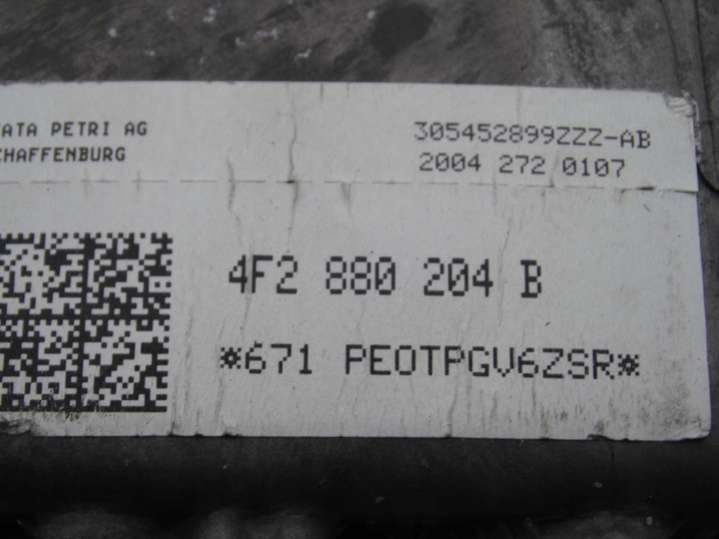 ATA PETRI AG
CHAFFENBURG
305452899ZZZ-AB
2004 272 0107
4F2 880 204 B
*671 PEOTPGV6ZSR*